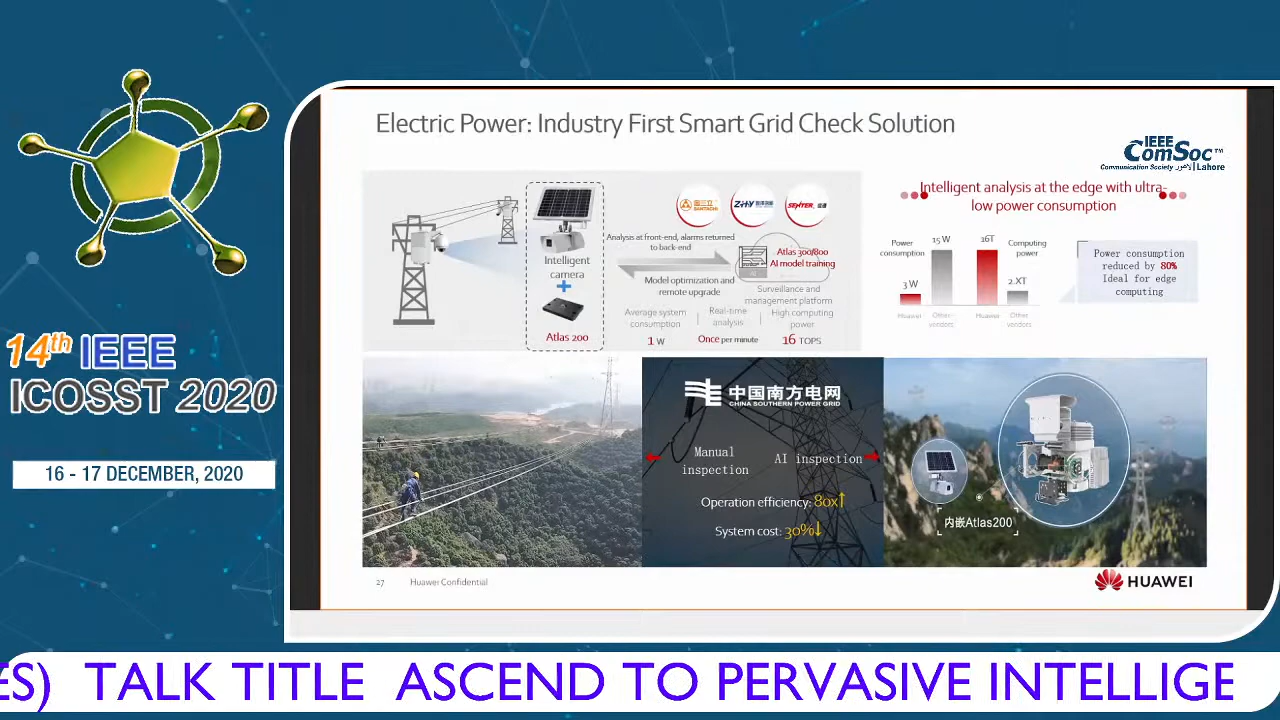 Electric Power: Industry First Smart Grid Check Solution
IEEE
ComSoc™
Communication Society
Lahore
Intelligent analysis at the edge with ultra-
low power consumption
金三立
SANTACHI
ZHY
SENTER
Analysis at front-end, alarms returned
to back-end
Atlas 300/800
AI model training
Intelligent
camera
Model optimization and
remote upgrade
Surveillance and
management platform
Average system
consumption
Real-time
analysis
High computing
power
Atlas 200
1 W
Once per minute
16 TOPS
Power
consumption
15 W
16T
Computing
power
3 W
2.XT
Huawei
Other
vendors
Huawei
Other
vendors
Power consumption
reduced by 80%
Ideal for edge
computing
14th IEEE
ICOSST 2020
16 - 17 DECEMBER, 2020
中国南方电网
CHINA SOUTHERN POWER GRID
Manual
inspection
AI inspection
Operation efficiency: 80x↑
System cost: 30%↓
内嵌Atlas200
27
Huawei Confidential
HUAWEI
ES) TALK TITLE ASCEND TO PERVASIVE INTELLIGE